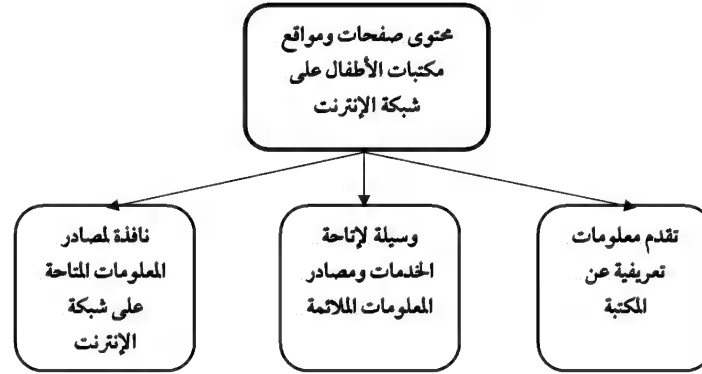 محتوى صفحات ومواقع
مكتبات الأطفال على
شبكة الإنترنت
تقدم معلومات
تعريفية عن
المكتبة
وسيلة لإتاحة
الخدمات ومصادر
المعلومات الملائمة
نافذة لمصادر
المعلومات المتاحة
على شبكة
الإنترنت